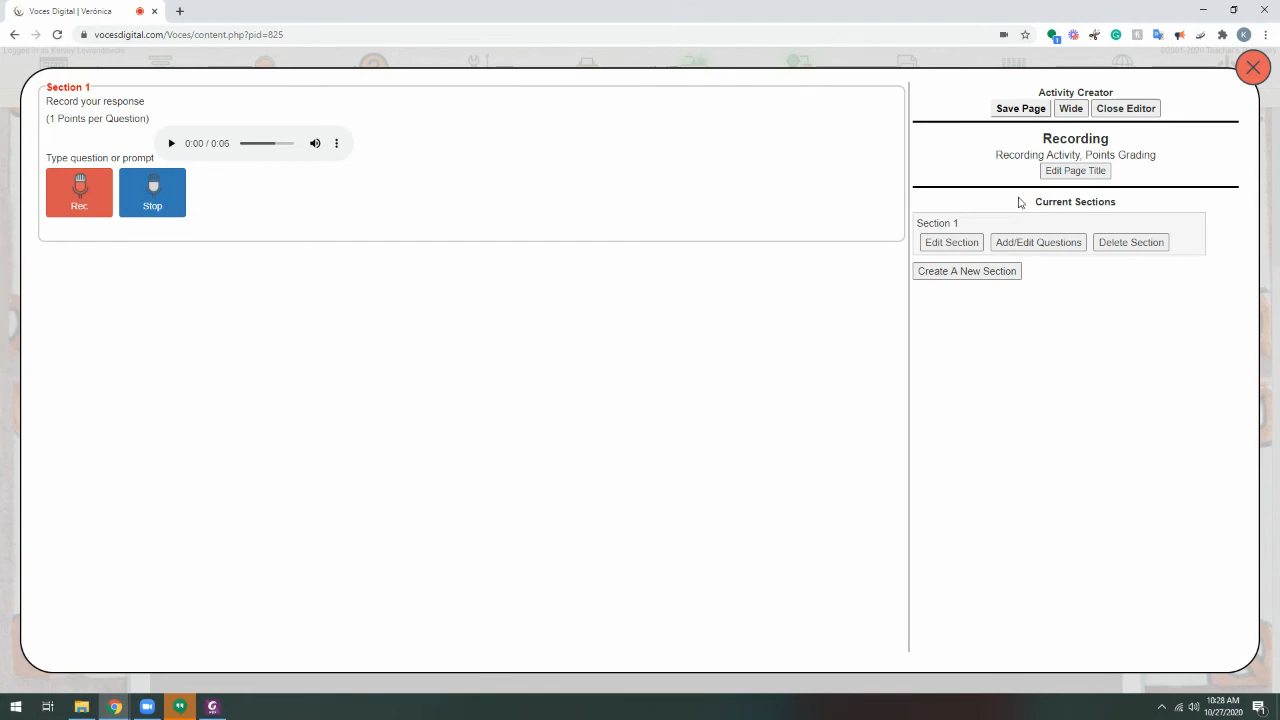 Voces Digital | Verónica
vocesdigital.com/Voces/content.php?pid=825
K
1
Section 1
Record your response
(1 Points per Question)
0:00 / 0:06
Type question or prompt
Rec
Stop
Activity Creator
Save Page
Wide
Close Editor
Recording
Recording Activity, Points Grading
Edit Page Title
Current Sections
Section 1
Edit Section
Add/Edit Questions
Delete Section
Create A New Section
10:28 AM
10/27/2020